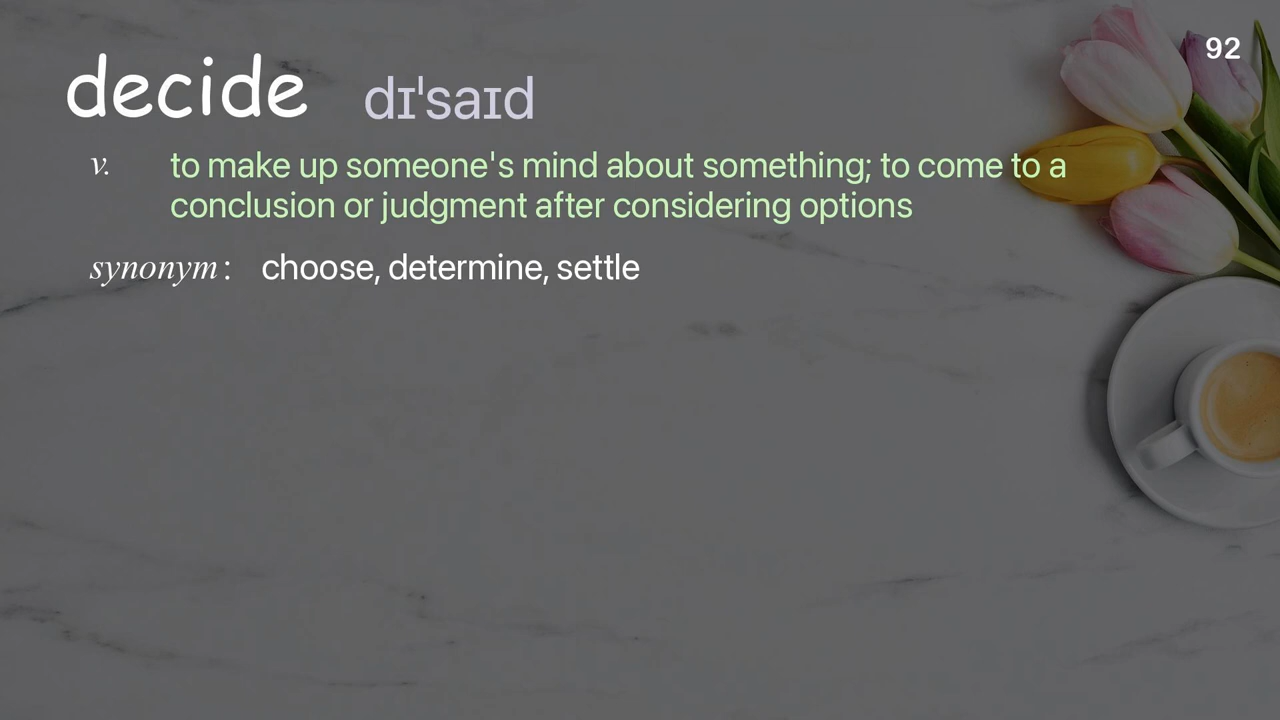 92
decide dɪˈsaɪd
v. to make up someone's mind about something; to come to a
conclusion or judgment after considering options
synonym: choose, determine, settle